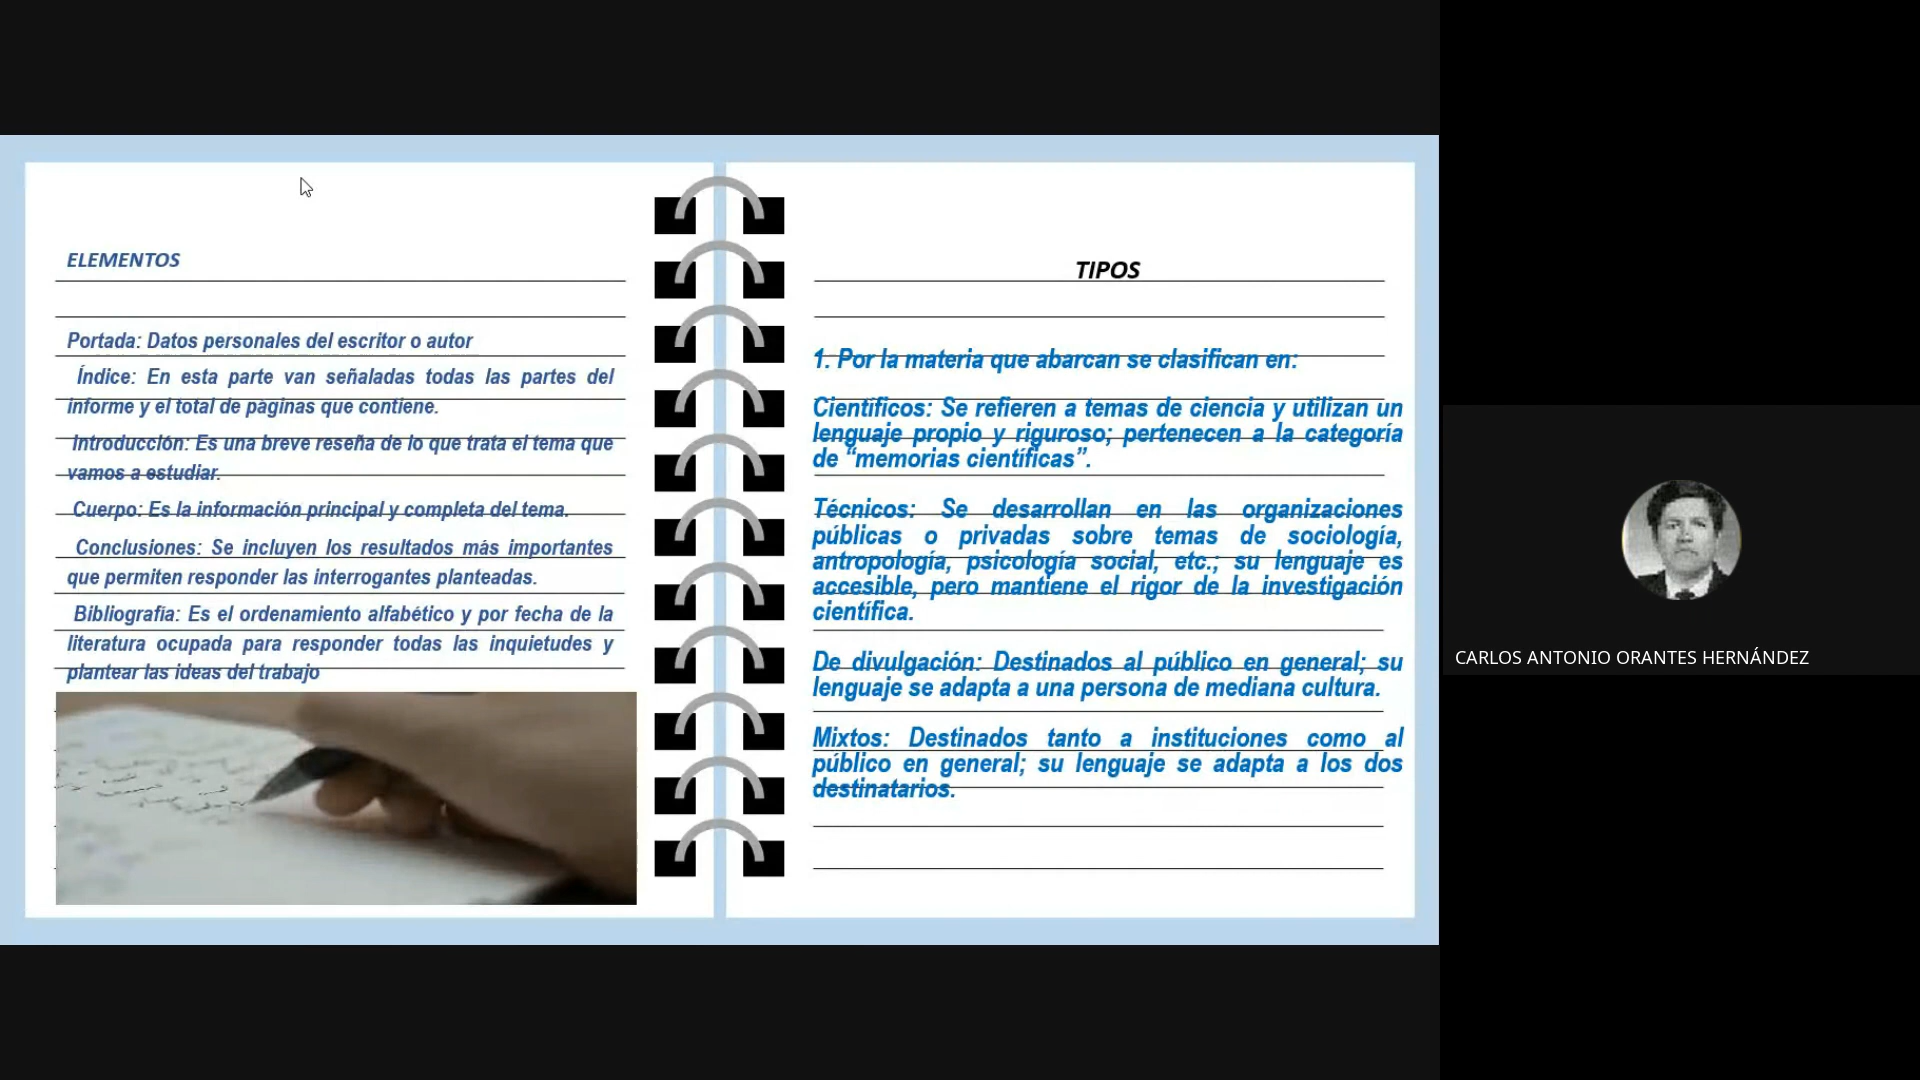 ELEMENTOS
Portada: Datos personales del escritor o autor
Índice: En esta parte van señaladas todas las partes del
informe y el total de páginas que contiene.
Introducción: Es una breve reseña de lo que trata el tema que
vamos a estudiar.
Cuerpo: Es la información principal y completa del tema.
Conclusiones: Se incluyen los resultados más importantes
que permiten responder las interrogantes planteadas.
Bibliografía: Es el ordenamiento alfabético y por fecha de la
literatura ocupada para responder todas las inquietudes y
plantear las ideas del trabajo
TIPOS
1. Por la materia que abarcan se clasifican en:
Científicos: Se refieren a temas de ciencia y utilizan un
lenguaje propio y riguroso; pertenecen a la categoría
de “memorias científicas”.
Técnicos: Se desarrollan en las organizaciones
públicas o privadas sobre temas de sociología,
antropología, psicología social, etc.; su lenguaje es
accesible, pero mantiene el rigor de la investigación
científica.
De divulgación: Destinados al público en general; su
lenguaje se adapta a una persona de mediana cultura.
Mixtos: Destinados tanto a instituciones como al
público en general; su lenguaje se adapta a los dos
destinatarios.
CARLOS ANTONIO ORANTES HERNÁNDEZ